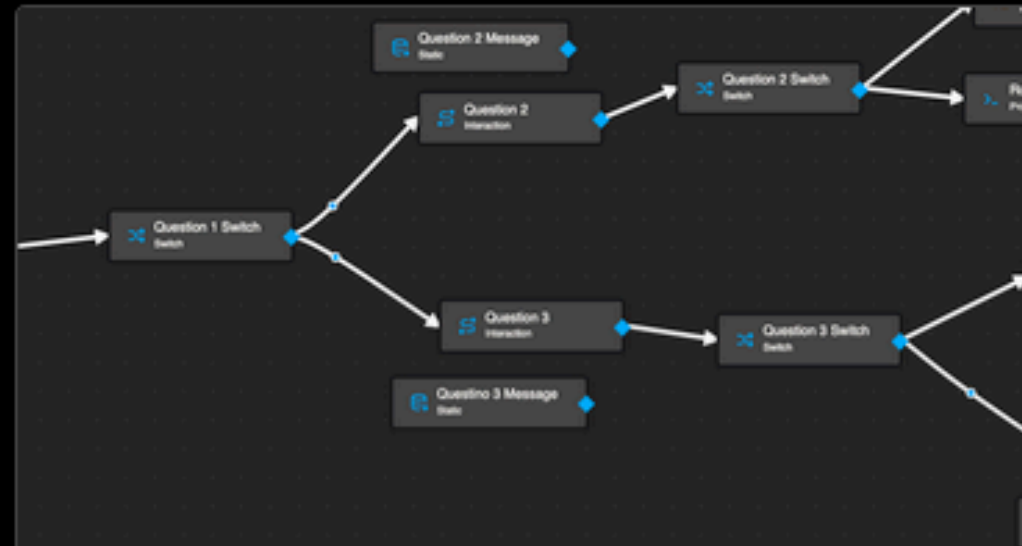 Question 2 Message
Static
Question 2
Interaction
Question 2 Switch
Switch
Question 1 Switch
Switch
Question 3
Interaction
Question 3 Switch
Switch
Questino 3 Message
Static